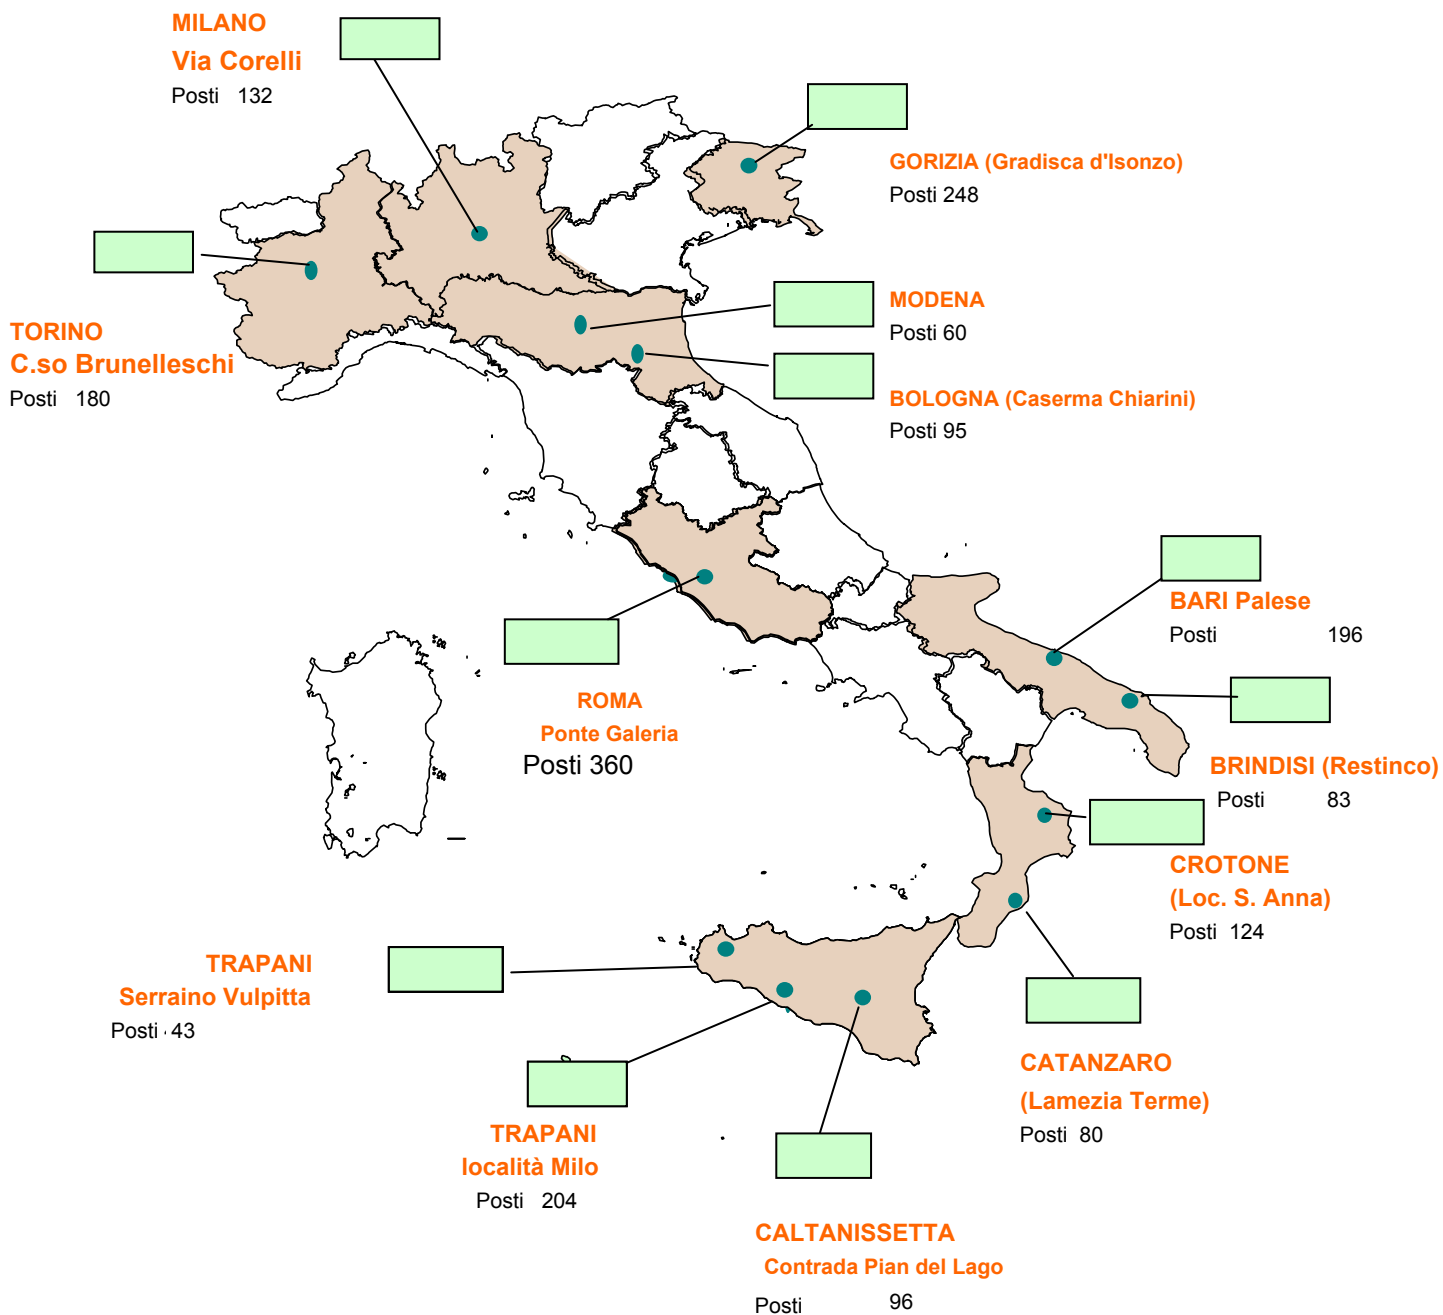 MILANO
Via Corelli
Posti 132
GORIZIA (Gradisca d'Isonzo)
Posti 248
TORINO
C.so Brunelleschi
Posti 180
MODENA
Posti 60
BOLOGNA (Caserma Chiarini)
Posti 95
BARI Palese
Posti 196
ROMA
Ponte Galeria
Posti 360
BRINDISI (Restinco)
Posti 83
CROTONE
(Loc. S. Anna)
Posti 124
TRAPANI
Serraino Vulpitta
Posti 43
CATANZARO
(Lamezia Terme)
Posti 80
TRAPANI
località Milo
Posti 204
CALTANISSETTA
Contrada Pian del Lago
Posti 96